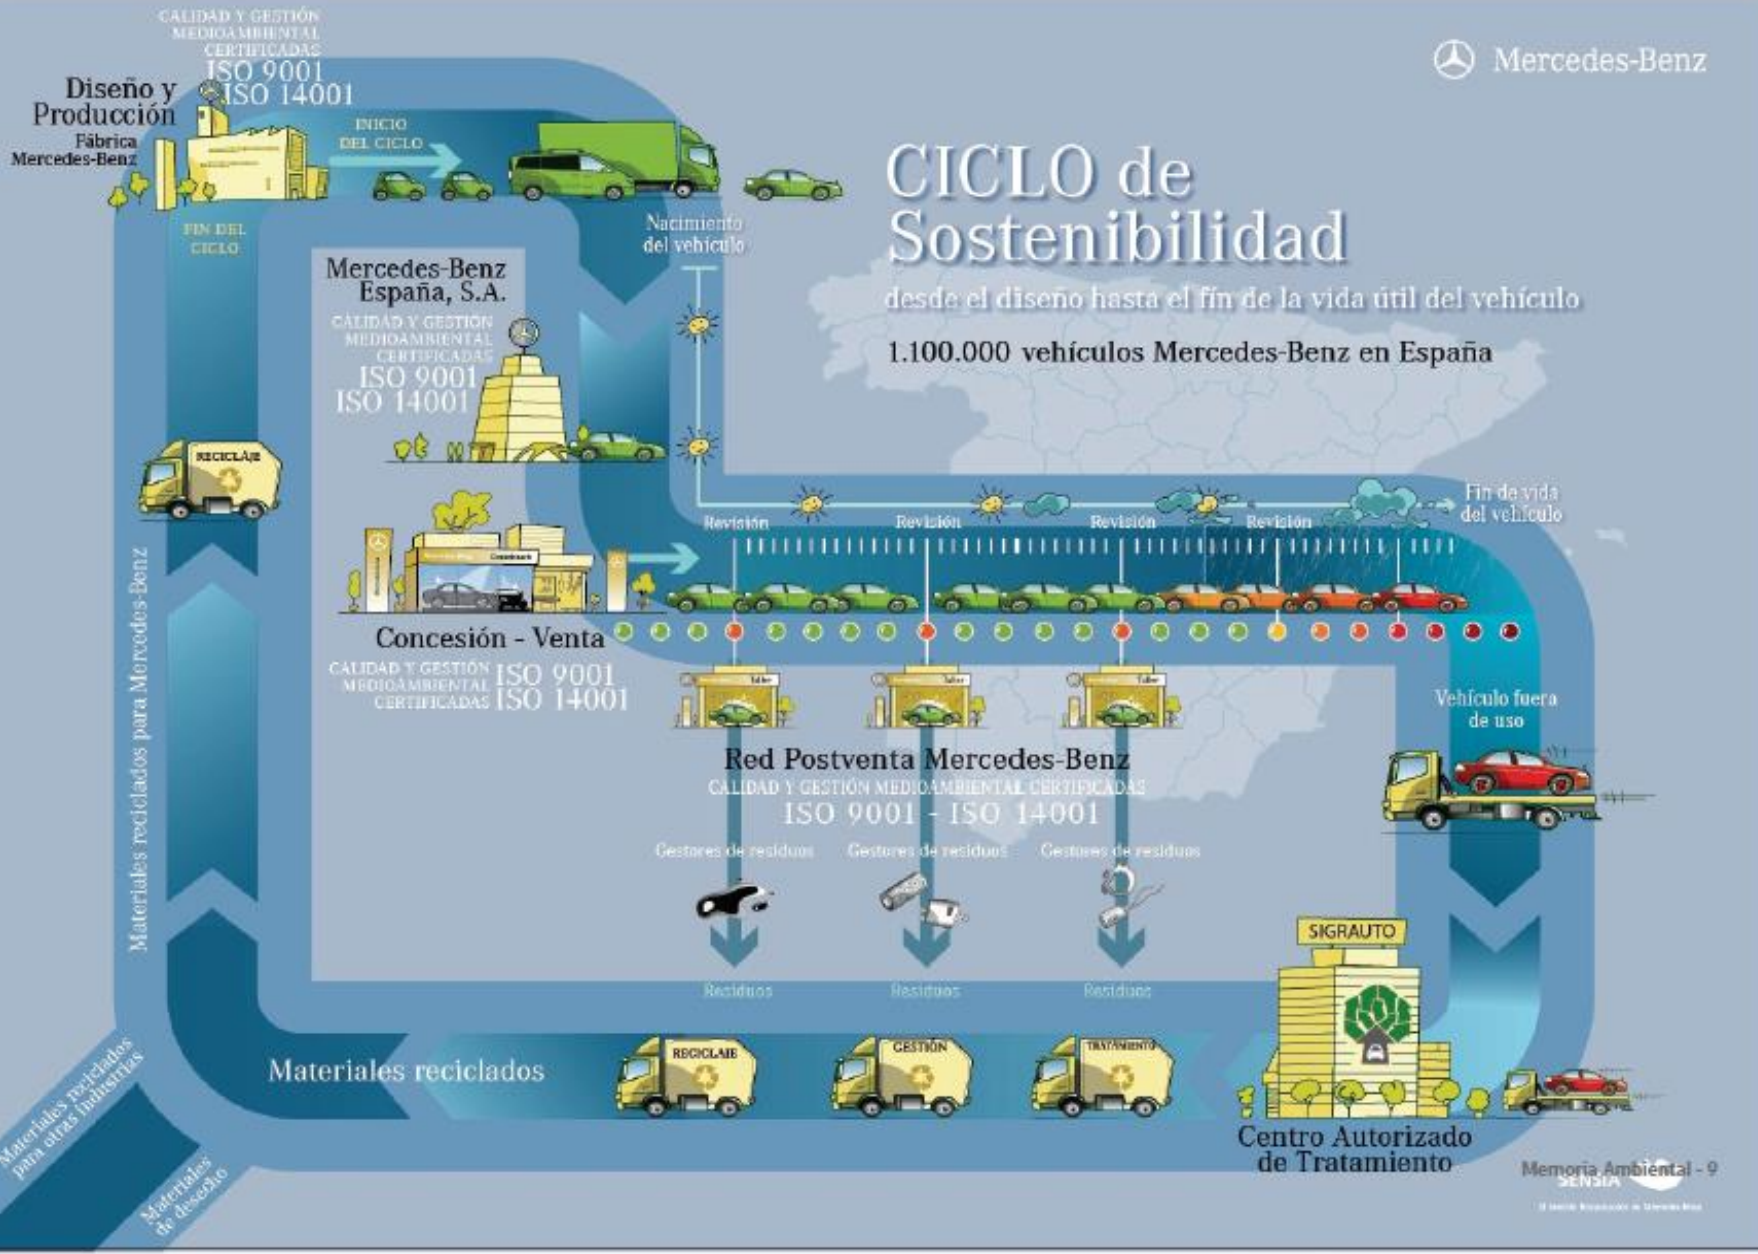 CALIDAD Y GESTIÓN
MEDIOAMBIENTAL
CERTIFICADAS
ISO 9001
ISO 14001
Diseño y
Producción
Fábrica
Mercedes-Benz
INICIO
DEL CICLO
FIN DEL
CICLO
Mercedes-Benz
CICLO de
Sostenibilidad
desde el diseño hasta el fín de la vida útil del vehículo
1.100.000 vehículos Mercedes-Benz en España
Nacimiento
del vehículo
Mercedes-Benz
España, S.A.
CALIDAD Y GESTIÓN
MEDIOAMBIENTAL
CERTIFICADAS
ISO 9001
ISO 14001
RECICLAJE
Revisión
Revisión
Revisión
Revisión
Fin de vida
del vehículo
Concesión - Venta
CALIDAD Y GESTIÓN
MEDIOAMBIENTAL
CERTIFICADAS
ISO 9001
ISO 14001
Taller
Taller
Taller
Red Postventa Mercedes-Benz
CALIDAD Y GESTIÓN MEDIOAMBIENTAL CERTIFICADAS
ISO 9001 - ISO 14001
Gestores de residuos
Gestores de residuos
Gestores de residuos
Residuos
Residuos
Residuos
Vehículo fuera
de uso
SIGRAUTO
Centro Autorizado
de Tratamiento
TRATAMIENTO
GESTIÓN
RECICLAJE
Materiales reciclados
Materiales reciclados para Mercedes-Benz
Materiales reciclados
para otras industrias
Materiales
de desecho
Memoria Ambiental - 9
SENSIA